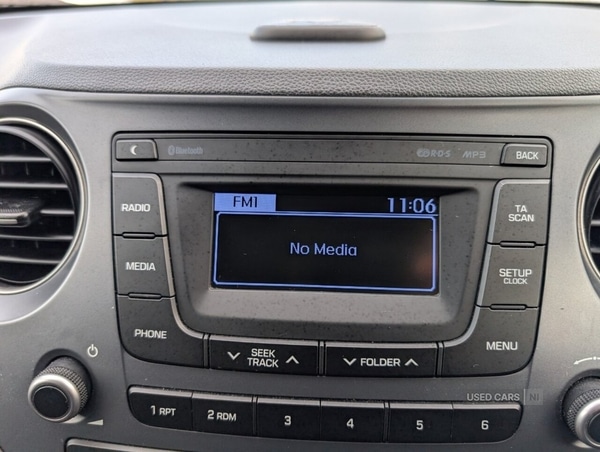 Bluetooth
RDS MP3
BACK
RADIO
FM1
11:06
TA
SCAN
No Media
MEDIA
SETUP
CLOCK
PHONE
SEEK
TRACK
FOLDER
MENU
1 RPT
2 RDM
3
4
5
6
USED CARS NI